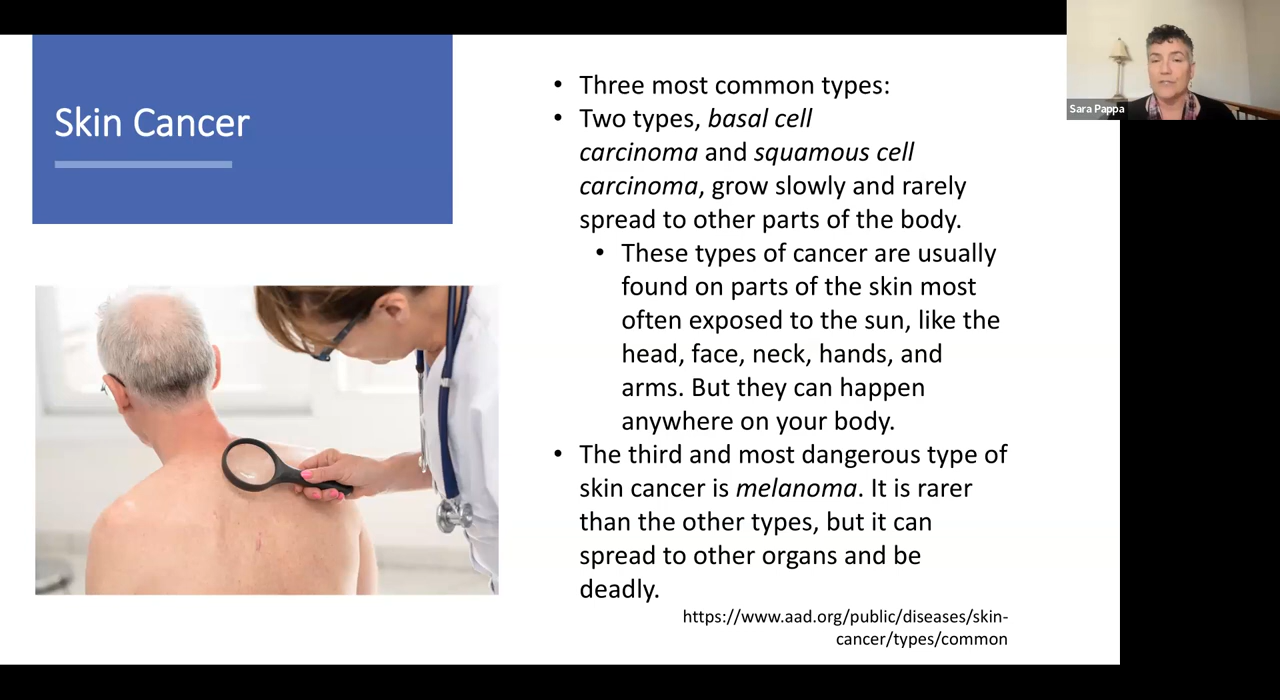 Skin Cancer
• Three most common types:
• Two types, basal cell
carcinoma and squamous cell
carcinoma, grow slowly and rarely
spread to other parts of the body.
• These types of cancer are usually
found on parts of the skin most
often exposed to the sun, like the
head, face, neck, hands, and
arms. But they can happen
anywhere on your body.
• The third and most dangerous type of
skin cancer is melanoma. It is rarer
than the other types, but it can
spread to other organs and be
deadly.
https://www.aad.org/public/diseases/skin-
cancer/types/common
Sara Pappa